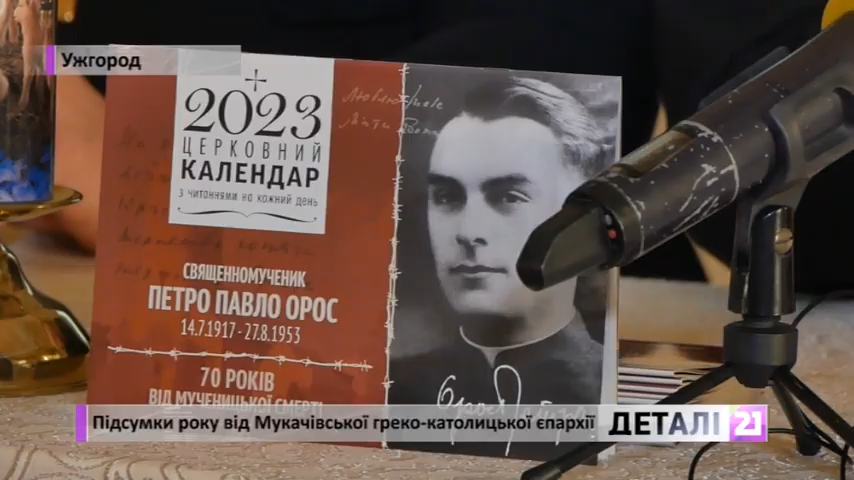 Ужгород
2023
ЦЕРКОВНИЙ
КАЛЕНДАР
з читаннями на кожний день
СВЯЩЕННОМУЧЕНИК
ПЕТРО ПАВЛО ОРОС
14.7.1917 - 27.8.1953
70 РОКІВ
ВІД МУЧЕНИЦЬКОЇ СМЕРТІ
Підсумки року від Мукачівської греко-католицької єпархії
ДЕТАЛІ 21